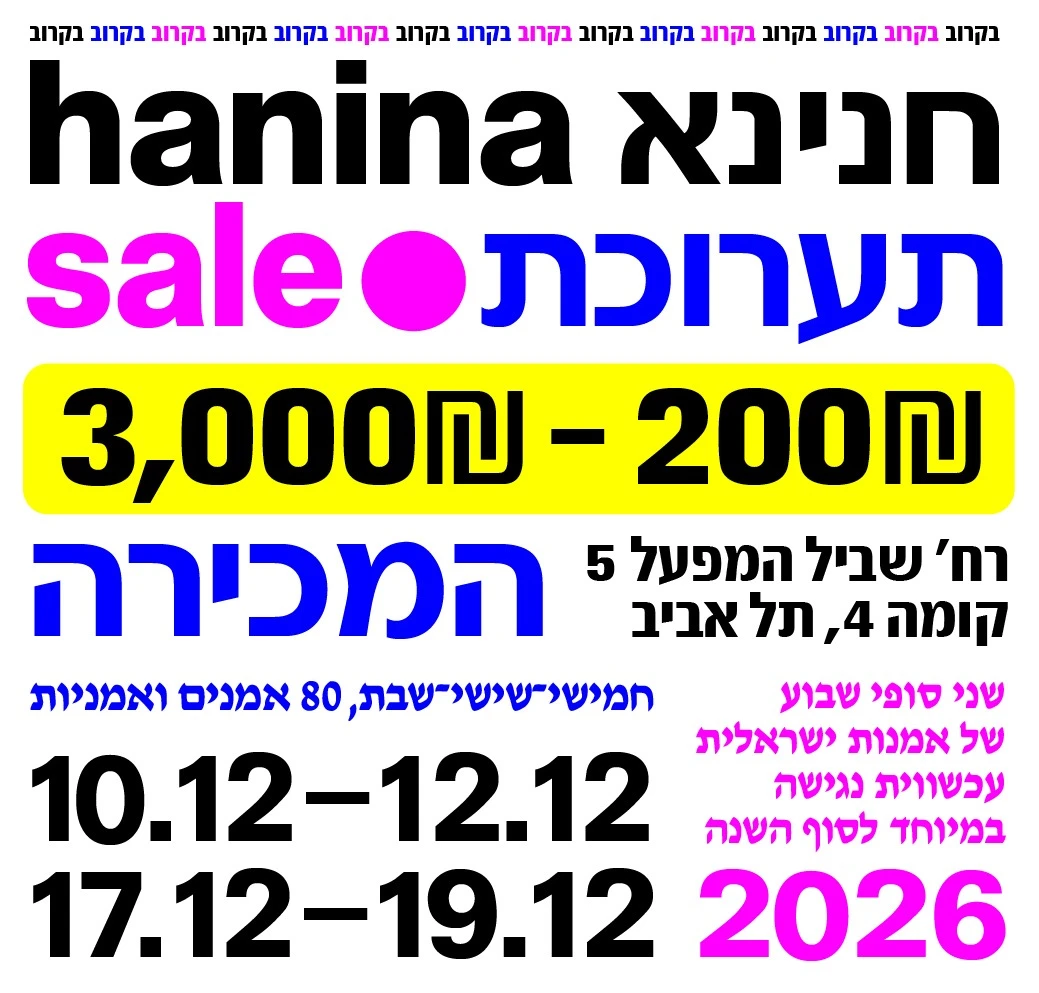 בקרוב בקרוב בקרוב בקרוב בקרוב בקרוב בקרוב בקרוב בקרוב בקרוב בקרוב בקרוב בקרוב בקרוב בקרוב בקרוב
חנינא hanina
תערוכת sale
200₪ – 3,000₪
המכירה
רח׳ שביל המפעל 5
קומה 4, תל אביב
שני סופי שבוע
של אמנות ישראלית
עכשווית נגישה
במיוחד לסוף השנה
2026
חמישי־שישי־שבת, 80 אמנים ואמניות
10.12–12.12
17.12–19.12